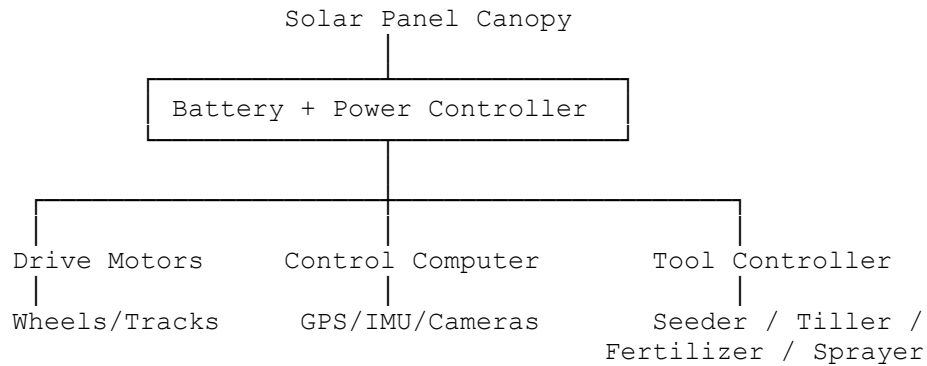 Solar Panel Canopy
Battery + Power Controller
Drive Motors Control Computer Tool Controller
Wheels/Tracks GPS/IMU/Cameras Seeder / Tiller /
Fertilizer / Sprayer